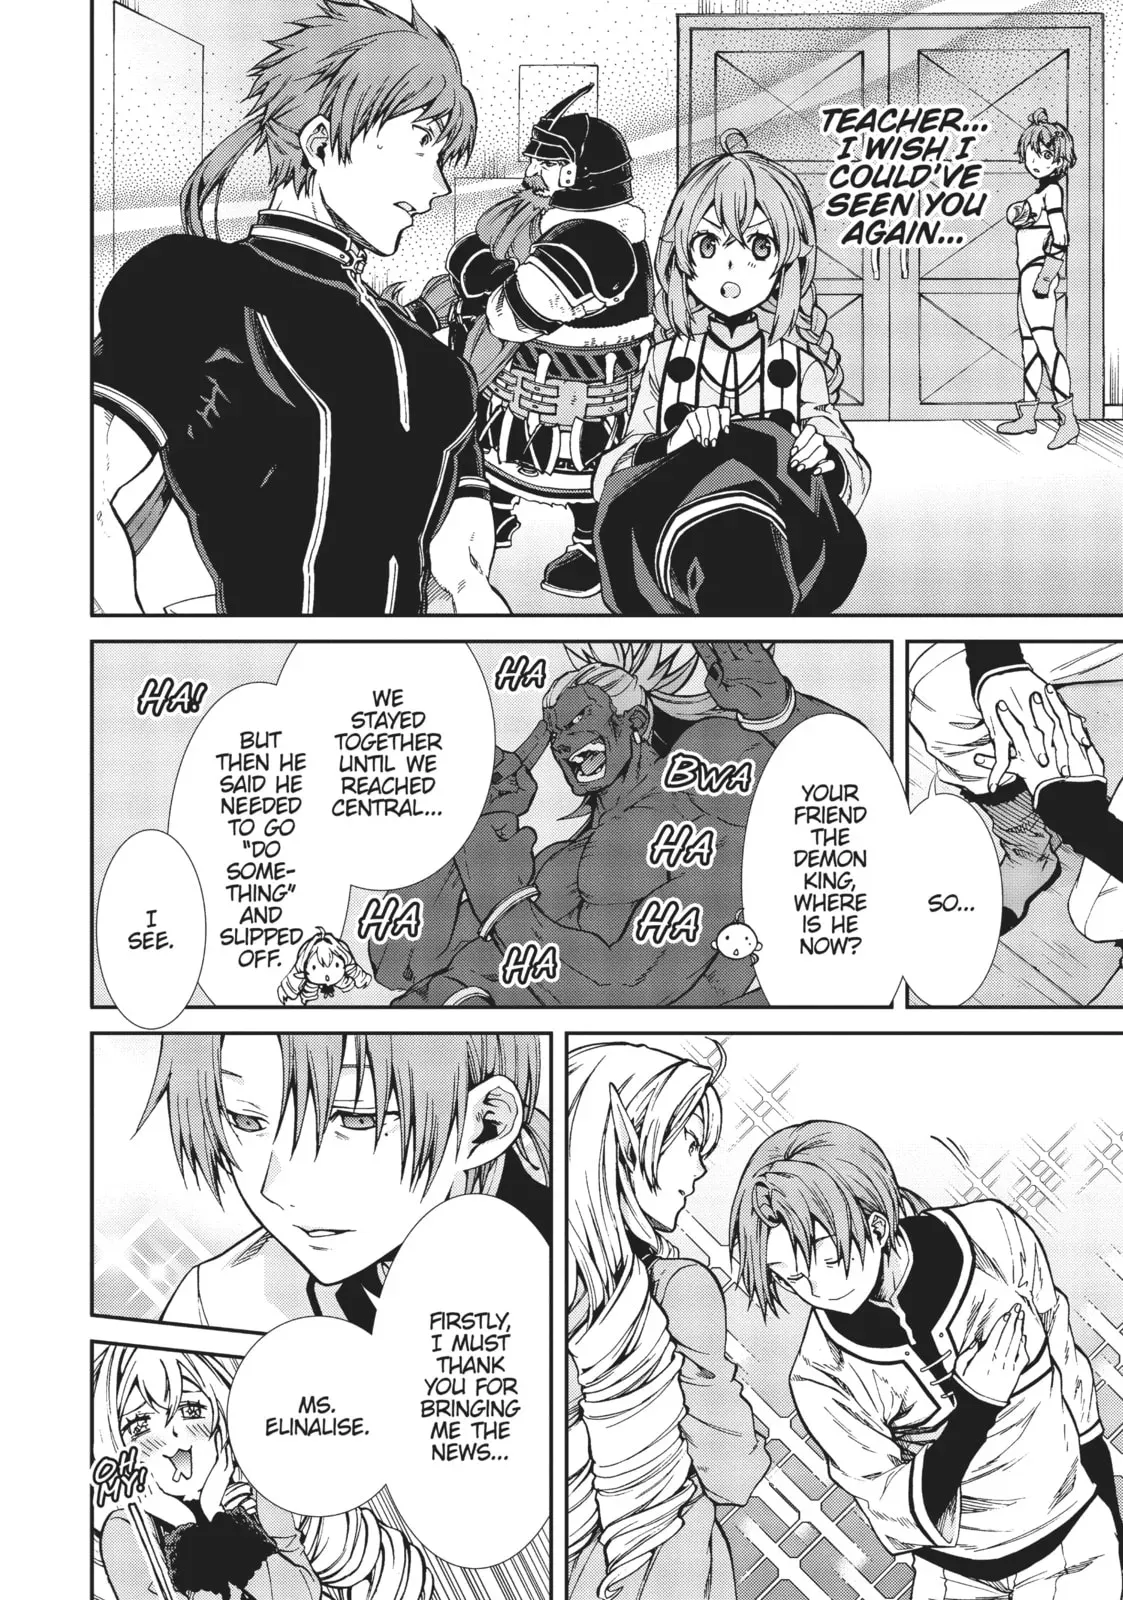 TEACHER...
I WISH I
COULD'VE
SEEN YOU
AGAIN...
SO...
YOUR
FRIEND
THE
DEMON
KING,
WHERE
IS HE
NOW?
BWA
HA
HA
HA
HA
HA
HA!
WE
STAYED
TOGETHER
UNTIL WE
REACHED
CENTRAL...
BUT
THEN HE
SAID HE
NEEDED
TO GO
"DO
SOME-
THING"
AND
SLIPPED
OFF.
I
SEE.
FIRSTLY,
I MUST
THANK
YOU FOR
BRINGING
ME THE
NEWS...
MS.
ELINALISE.
OH
MY!